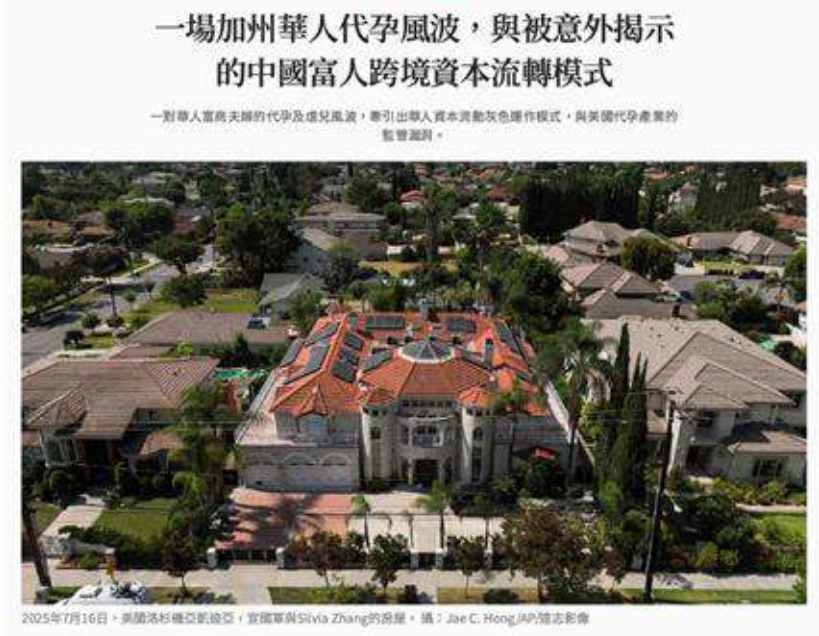 一場加州華人代孕風波，與被意外揭示
的中國富人跨境資本流轉模式
一對華人富商夫婦的代孕及虐兒風波，牽引出華人資本流動灰色運作模式，與美國代孕產業的
監管漏洞。
2025年7月16日，美國洛杉磯亞凱迪亞，宣國軍與Silvia Zhang的房屋。攝：Jae C. Hong/AP/達志影像